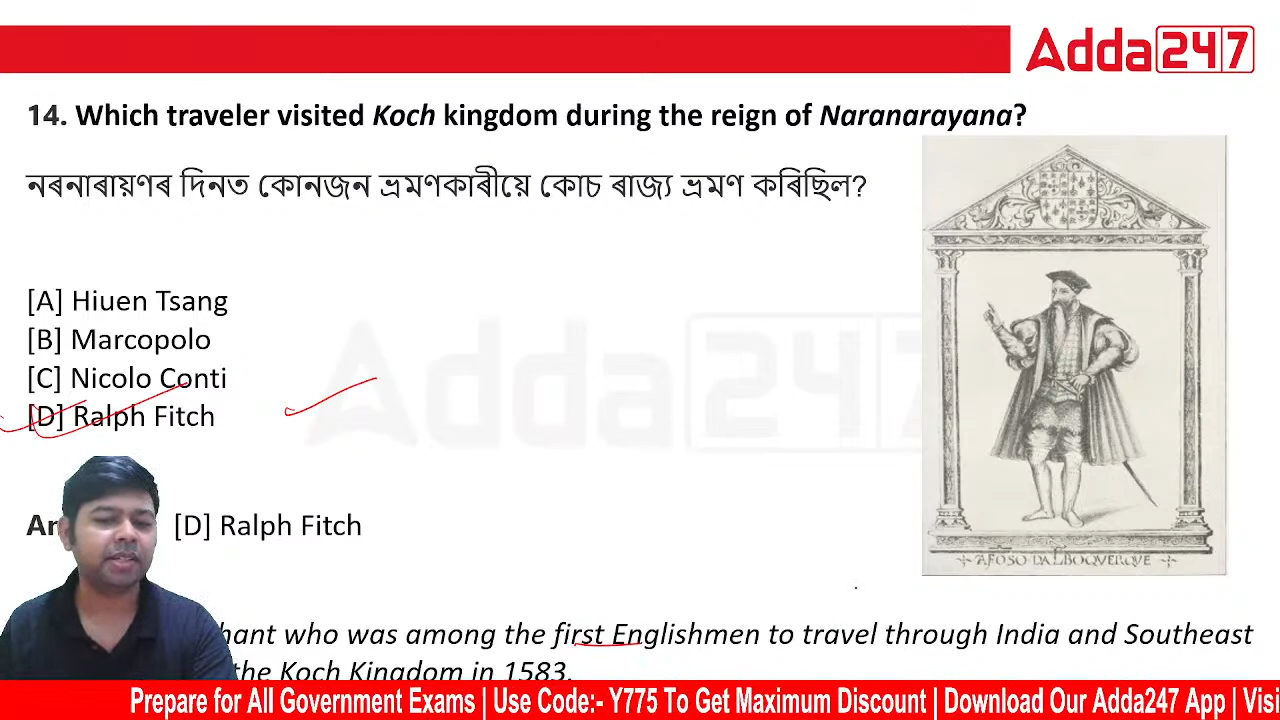 Adda247
14. Which traveler visited Koch kingdom during the reign of Naranarayana?
নৰনাৰায়ণৰ দিনত কোনজন ভ্ৰমণকাৰীয়ে কোচ ৰাজ্য ভ্ৰমণ কৰিছিল?
[A] Hiuen Tsang
[B] Marcopolo
[C] Nicolo Conti
[D] Ralph Fitch
Adda247
[D] Ralph Fitch
AFOSO DALBOQVERQVE
who was among the first Englishmen to travel through India and Southeast
the Koch Kingdom in 1583.
Prepare for All Government Exams | Use Code:- Y775 To Get Maximum Discount | Download Our Adda247 App |